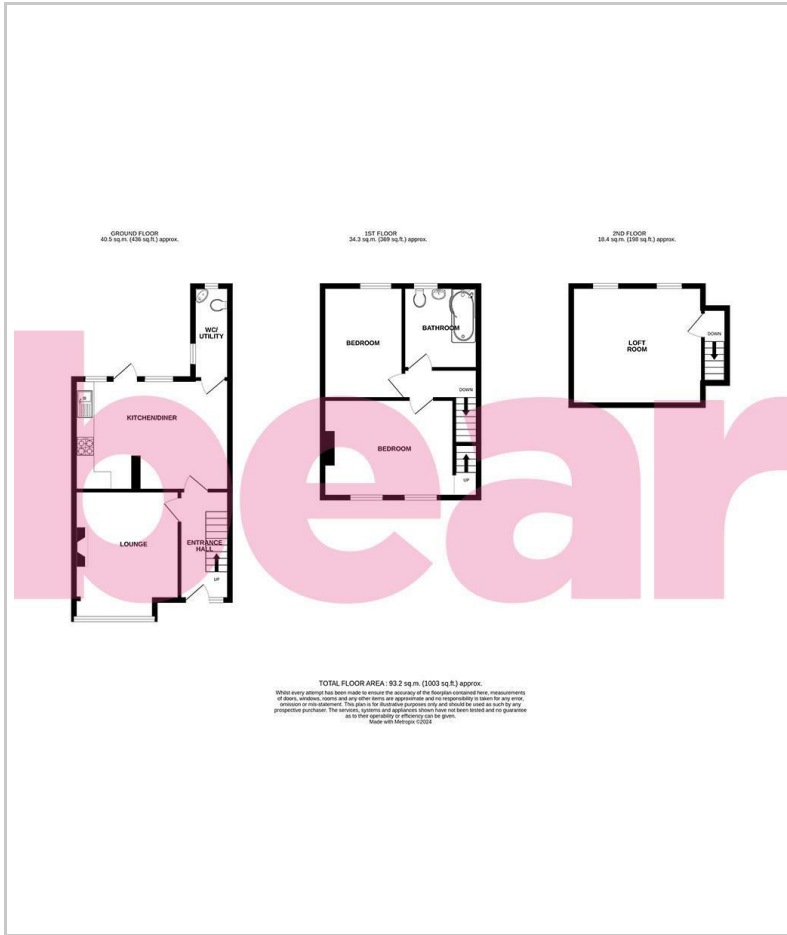 GROUND FLOOR
40.5 sq.m. (436 sq.ft.) approx.
1ST FLOOR
34.3 sq.m. (369 sq.ft.) approx.
2ND FLOOR
18.4 sq.m. (198 sq.ft.) approx.
WC/
UTILITY
KITCHEN/DINER
LOUNGE
ENTRANCE
HALL
UP
BEDROOM
BATHROOM
DOWN
BEDROOM
UP
LOFT
ROOM
DOWN
bear
TOTAL FLOOR AREA : 93.2 sq.m. (1003 sq.ft.) approx.
Whilst every attempt has been made to ensure the accuracy of the floorplan contained here, measurements
of doors, windows, rooms and any other items are approximate and no responsibility is taken for any error,
omission or mis-statement. This plan is for illustrative purposes only and should be used as such by any
prospective purchaser. The services, systems and appliances shown have not been tested and no guarantee
as to their operability or efficiency can be given.
Made with Metropix ©2024